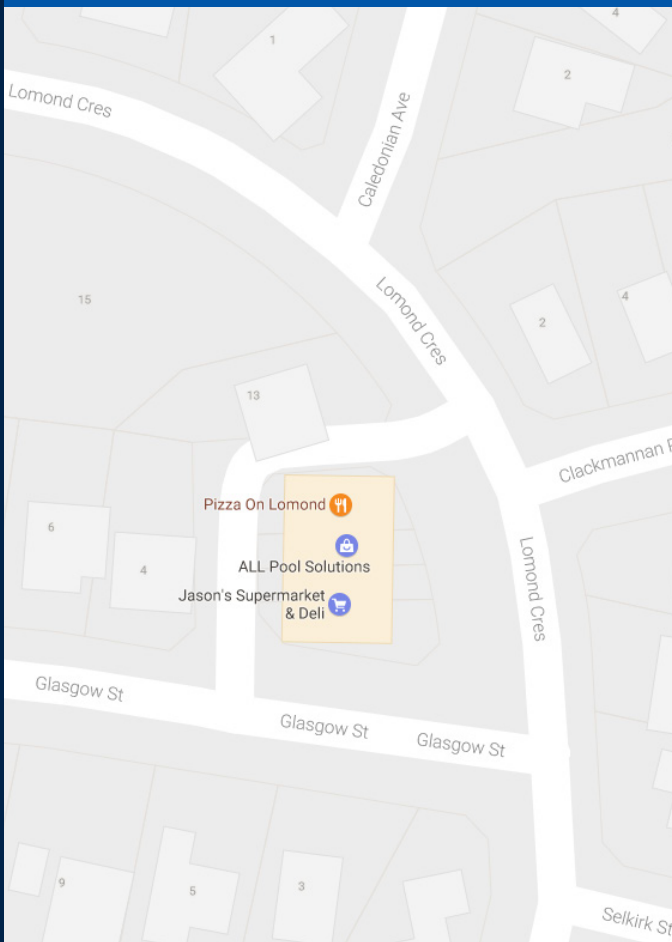 4
1
2
Lomond Cres
Caledonian Ave
Lomond Cres
15
4
2
13
Clackmannan
Pizza On Lomond
6
ALL Pool Solutions
4
Jason's Supermarket
& Deli
Lomond Cres
Glasgow St
Glasgow St
Glasgow St
9
5
3
Selkirk St